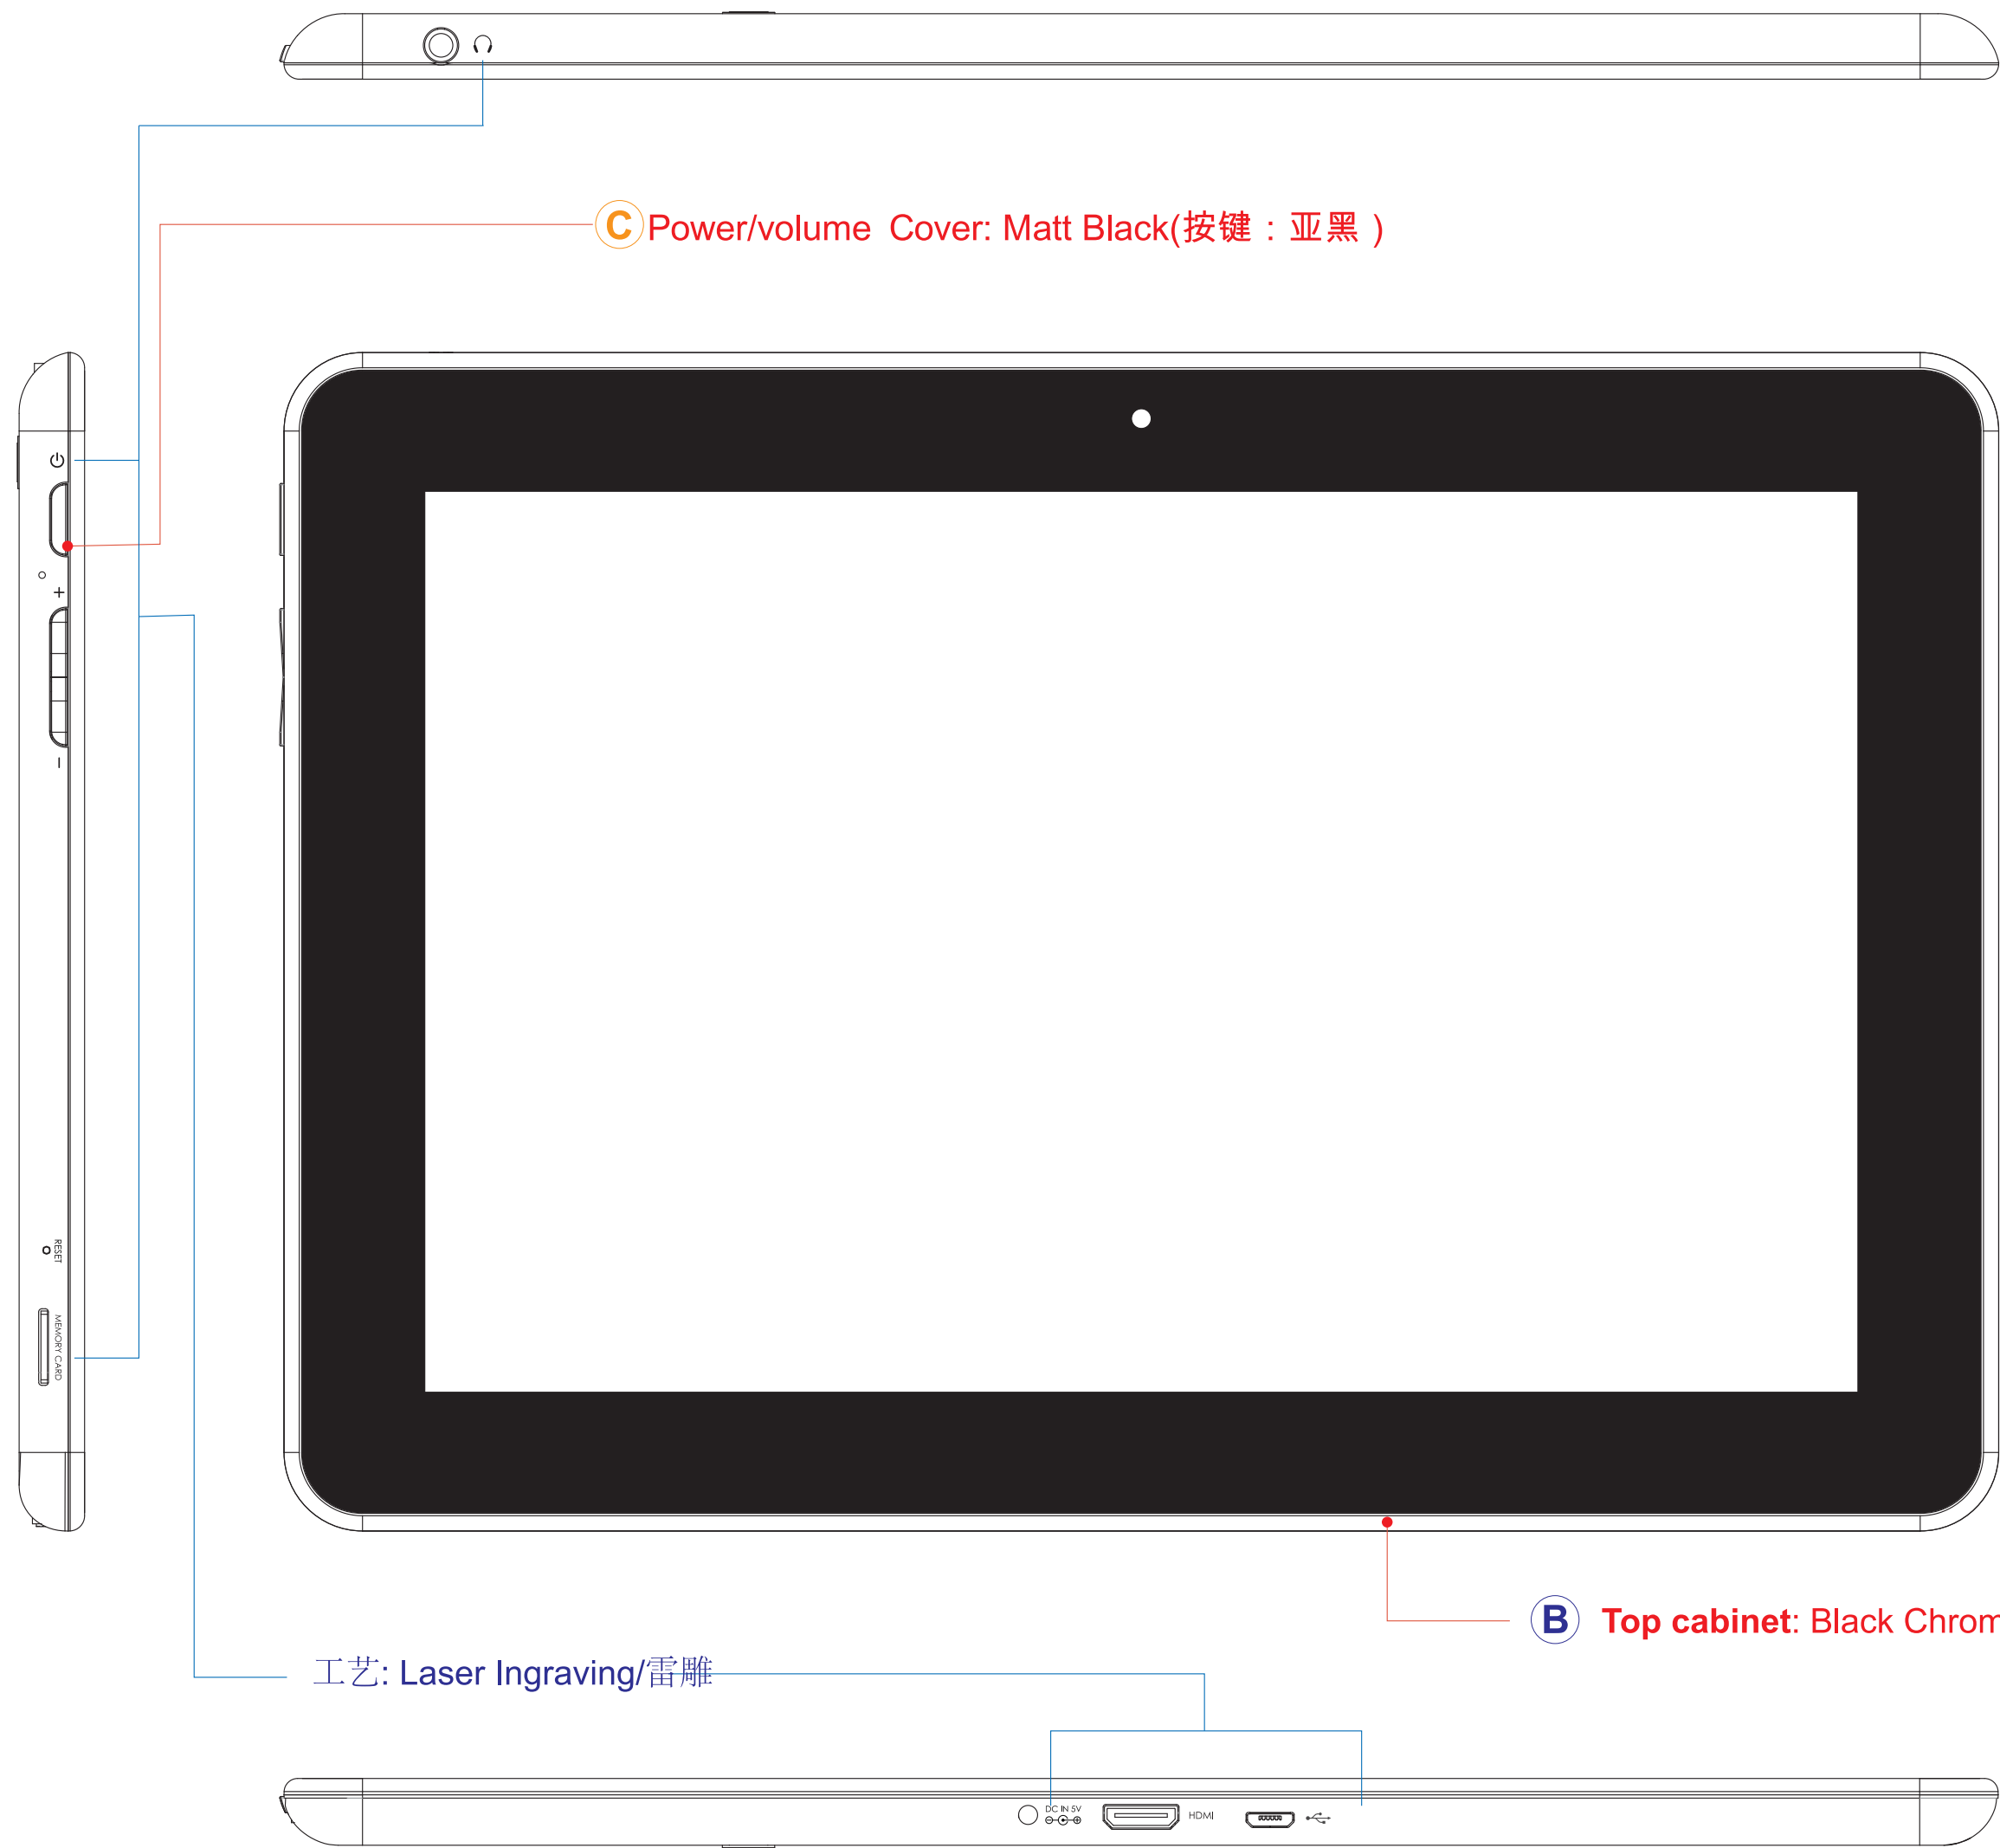 C Power/volume Cover: Matt Black(按键：亚黑)
+
-
RESET
MEMORY CARD
B Top cabinet: Black Chrom
工艺: Laser Ingraving/雷雕
DC IN 5V
HDMI